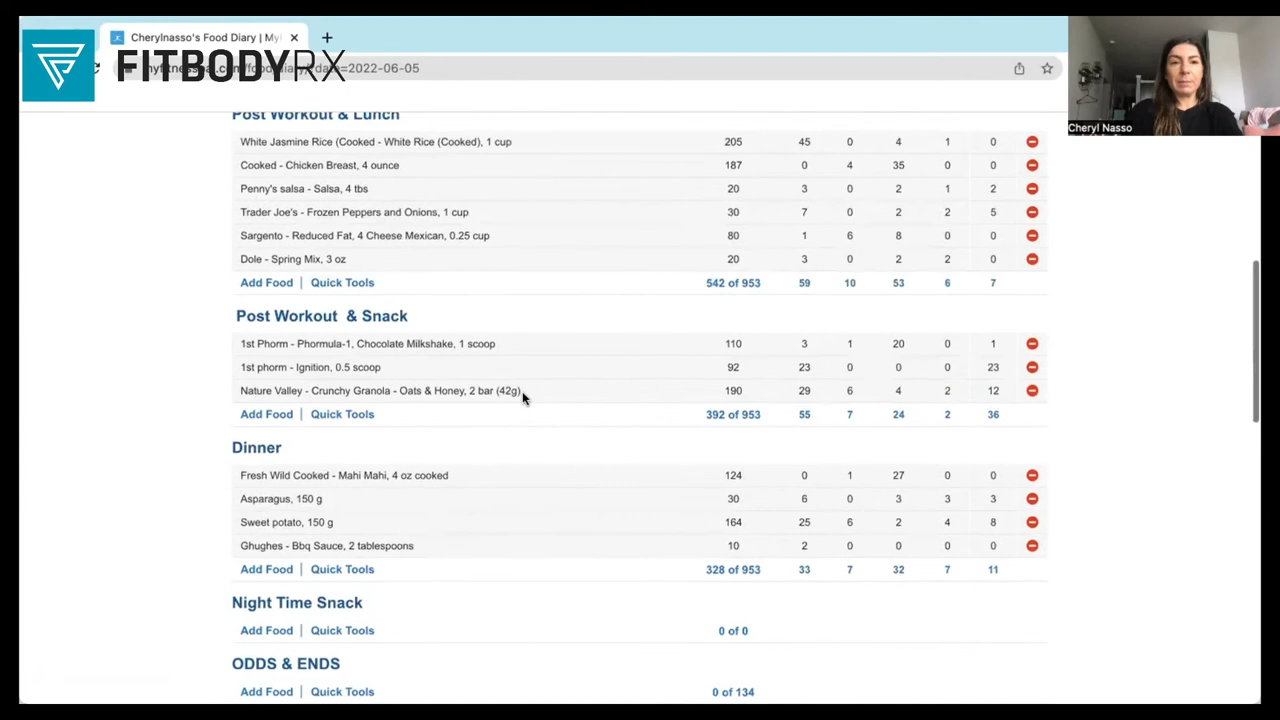 Cherylnasso's Food Diary | MyF
FITBODYRX
myfitnesspal.com/food/diary?date=2022-06-05
Cheryl Nasso
Post Workout & Lunch
White Jasmine Rice (Cooked - White Rice (Cooked), 1 cup 205 45 0 4 1 0
Cooked - Chicken Breast, 4 ounce 187 0 4 35 0 0
Penny's salsa - Salsa, 4 tbs 20 3 0 2 1 2
Trader Joe's - Frozen Peppers and Onions, 1 cup 30 7 0 2 2 5
Sargento - Reduced Fat, 4 Cheese Mexican, 0.25 cup 80 1 6 8 0 0
Dole - Spring Mix, 3 oz 20 3 0 2 2 0
Add Food | Quick Tools 542 of 953 59 10 53 6 7
Post Workout & Snack
1st Phorm - Phormula-1, Chocolate Milkshake, 1 scoop 110 3 1 20 0 1
1st phorm - Ignition, 0.5 scoop 92 23 0 0 0 23
Nature Valley - Crunchy Granola - Oats & Honey, 2 bar (42g) 190 29 6 4 2 12
Add Food | Quick Tools 392 of 953 55 7 24 2 36
Dinner
Fresh Wild Cooked - Mahi Mahi, 4 oz cooked 124 0 1 27 0 0
Asparagus, 150 g 30 6 0 3 3 3
Sweet potato, 150 g 164 25 6 2 4 8
Ghughes - Bbq Sauce, 2 tablespoons 10 2 0 0 0 0
Add Food | Quick Tools 328 of 953 33 7 32 7 11
Night Time Snack
Add Food | Quick Tools 0 of 0
ODDS & ENDS
Add Food | Quick Tools 0 of 134